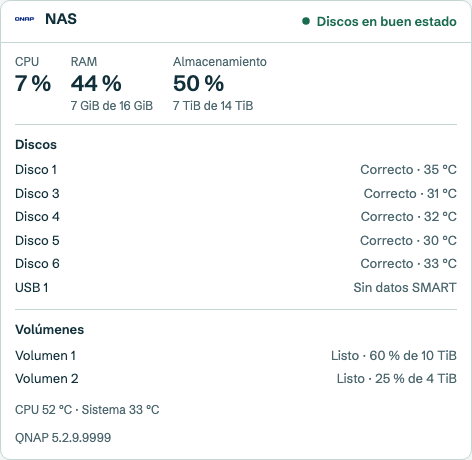 QNAP NAS
Discos en buen estado
CPU RAM Almacenamiento
7 % 44 % 50 %
7 GiB de 16 GiB 7 TiB de 14 TiB
Discos
Disco 1 Correcto · 35 °C
Disco 3 Correcto · 31 °C
Disco 4 Correcto · 32 °C
Disco 5 Correcto · 30 °C
Disco 6 Correcto · 33 °C
USB 1 Sin datos SMART
Volúmenes
Volumen 1 Listo · 60 % de 10 TiB
Volumen 2 Listo · 25 % de 4 TiB
CPU 52 °C · Sistema 33 °C
QNAP 5.2.9.9999